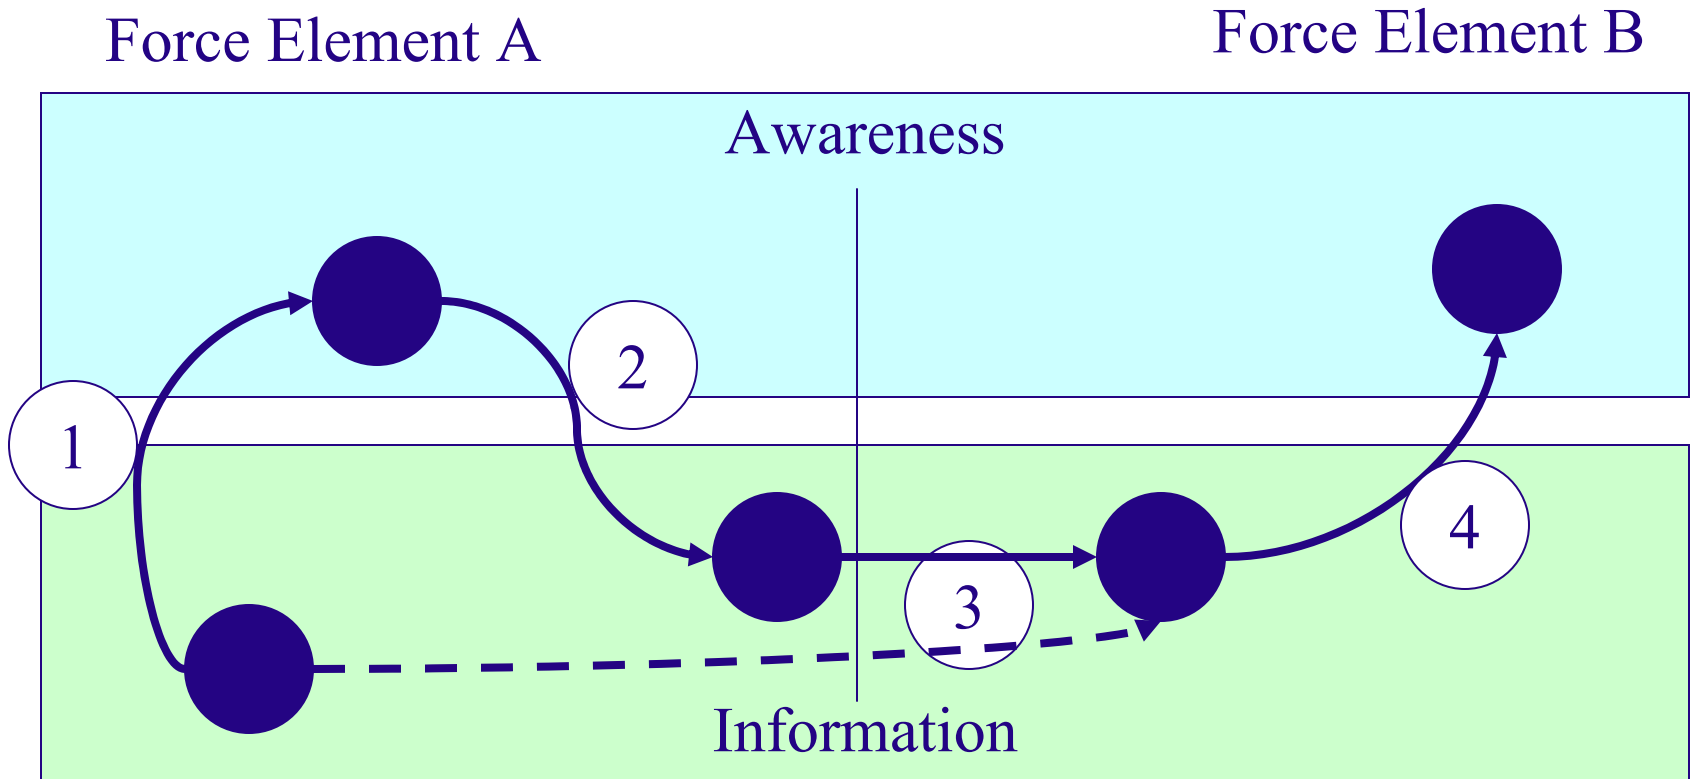 Force Element A
Force Element B
Awareness
1
2
3
4
Information